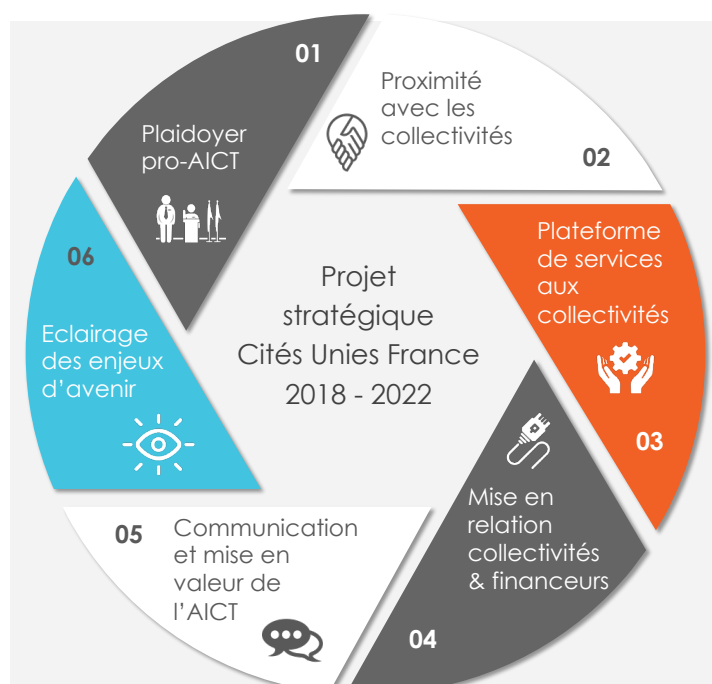 Projet
stratégique
Cités Unies France
2018 - 2022
01
Plaidoyer
pro-AICT
Proximité
avec les
collectivités
02
Plateforme
de services
aux
collectivités
03
Mise en
relation
collectivités
& financeurs
04
05
Communication
et mise en
valeur de
l’AICT
06
Eclairage
des enjeux
d’avenir